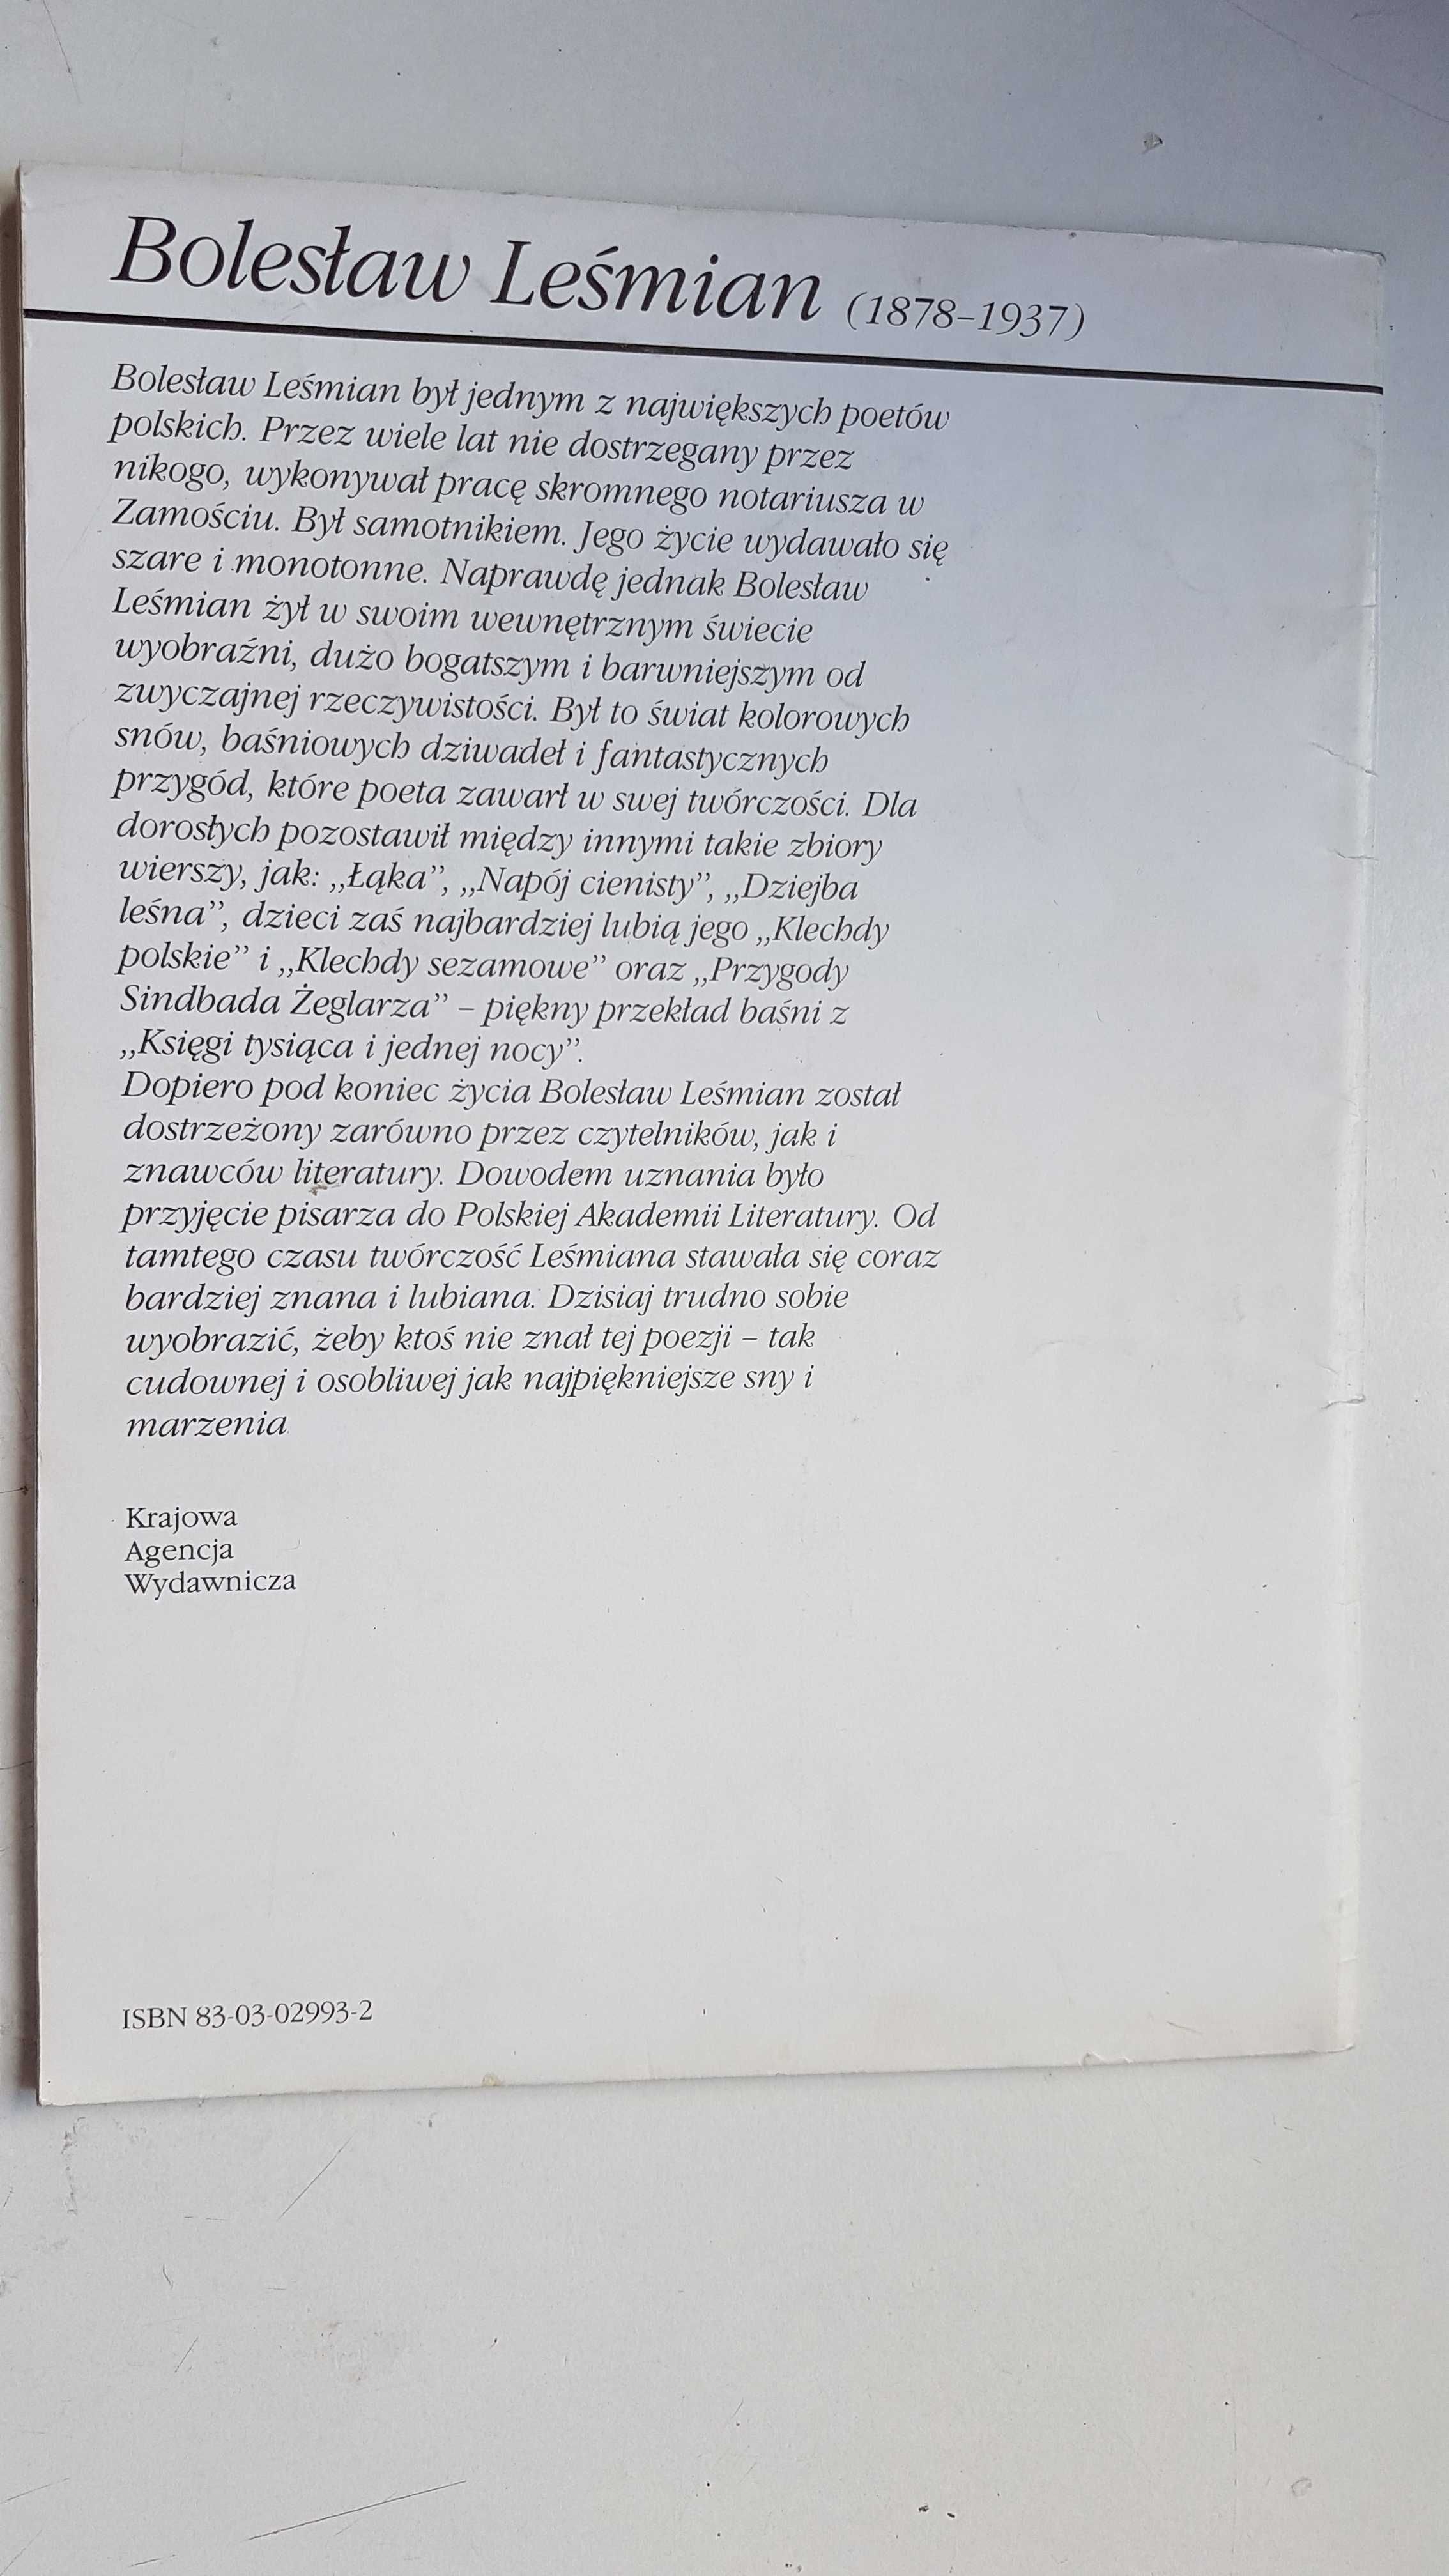 Bolesław Leśmian (1878–1937)
Bolesław Leśmian był jednym z największych poetów
polskich. Przez wiele lat nie dostrzegany przez
nikogo, wykonywał pracę skromnego notariusza w
Zamościu. Był samotnikiem. Jego życie wydawało się
szare i monotonne. Naprawdę jednak Bolesław
Leśmian żył w swoim wewnętrznym świecie
wyobraźni, dużo bogatszym i barwniejszym od
zwyczajnej rzeczywistości. Był to świat kolorowych
snów, baśniowych dziwadeł i fantastycznych
przygód, które poeta zawarł w swej twórczości. Dla
dorosłych pozostawił między innymi takie zbiory
wierszy, jak: „Łąka”, „Napój cienisty”, „Dziejba
leśna”, dzieci zaś najbardziej lubią jego „Klechdy
polskie” i „Klechdy sezamowe” oraz „Przygody
Sindbada Żeglarza” – piękny przekład baśni z
„Księgi tysiąca i jednej nocy”.
Dopiero pod koniec życia Bolesław Leśmian został
dostrzeżony zarówno przez czytelników, jak i
znawców literatury. Dowodem uznania było
przyjęcie pisarza do Polskiej Akademii Literatury. Od
tamtego czasu twórczość Leśmiana stawała się coraz
bardziej znana i lubiana. Dzisiaj trudno sobie
wyobrazić, żeby ktoś nie znał tej poezji – tak
cudownej i osobliwej jak najpiękniejsze sny i
marzenia
Krajowa
Agencja
Wydawnicza
ISBN 83-03-02993-2